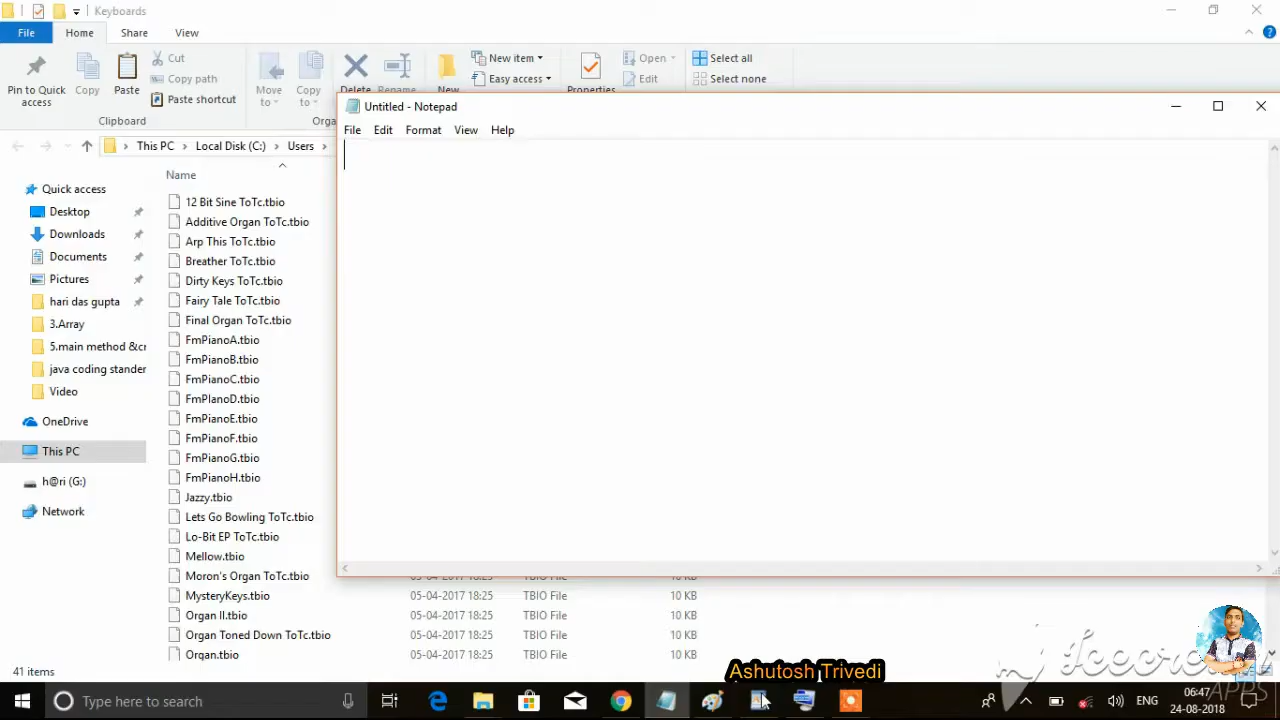 Keyboards
File
Home
Share
View
Pin to Quick access
Copy
Paste
Cut
Copy path
Paste shortcut
Clipboard
Move to
Copy to
Delete
Rename
New
New item
Easy access
Properties
Open
Edit
Select all
Select none
This PC
Local Disk (C:)
Users
Untitled - Notepad
File
Edit
Format
View
Help
Quick access
Desktop
Downloads
Documents
Pictures
hari das gupta
3.Array
5.main method &cr
java coding stander
Video
OneDrive
This PC
h@ri (G:)
Network
Name
12 Bit Sine ToTc.tbio
Additive Organ ToTc.tbio
Arp This ToTc.tbio
Breather ToTc.tbio
Dirty Keys ToTc.tbio
Fairy Tale ToTc.tbio
Final Organ ToTc.tbio
FmPianoA.tbio
FmPianoB.tbio
FmPianoC.tbio
FmPIanoD.tbio
FmPianoE.tbio
FmPianoF.tbio
FmPianoG.tbio
FmPianoH.tbio
Jazzy.tbio
Lets Go Bowling ToTc.tbio
Lo-Bit EP ToTc.tbio
Mellow.tbio
Moron's Organ ToTc.tbio 05-04-2017 18:25 TBIO File 10 KB
MysteryKeys.tbio 05-04-2017 18:25 TBIO File 10 KB
Organ II.tbio 05-04-2017 18:25 TBIO File 10 KB
Organ Toned Down ToTc.tbio 05-04-2017 18:25 TBIO File 10 KB
Organ.tbio 05-04-2017 18:25 TBIO File 10 KB
41 items
Ashutosh Trivedi
APPS
Type here to search
ENG
06:47
24-08-2018